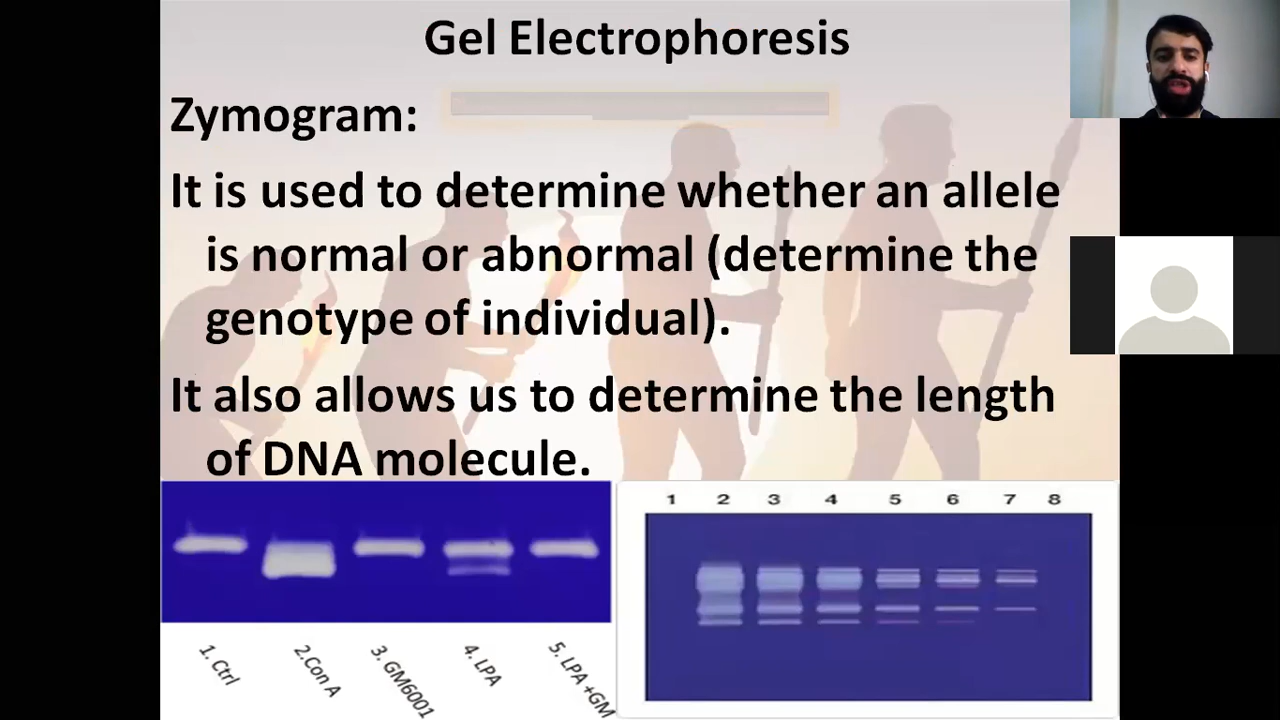 Gel Electrophoresis
Zymogram:
It is used to determine whether an allele
is normal or abnormal (determine the
genotype of individual).
It also allows us to determine the length
of DNA molecule.
1 2 3 4 5 6 7 8
1. Ctrl
2.Con A
3. GM6001
4. LPA
5. LPA +GM